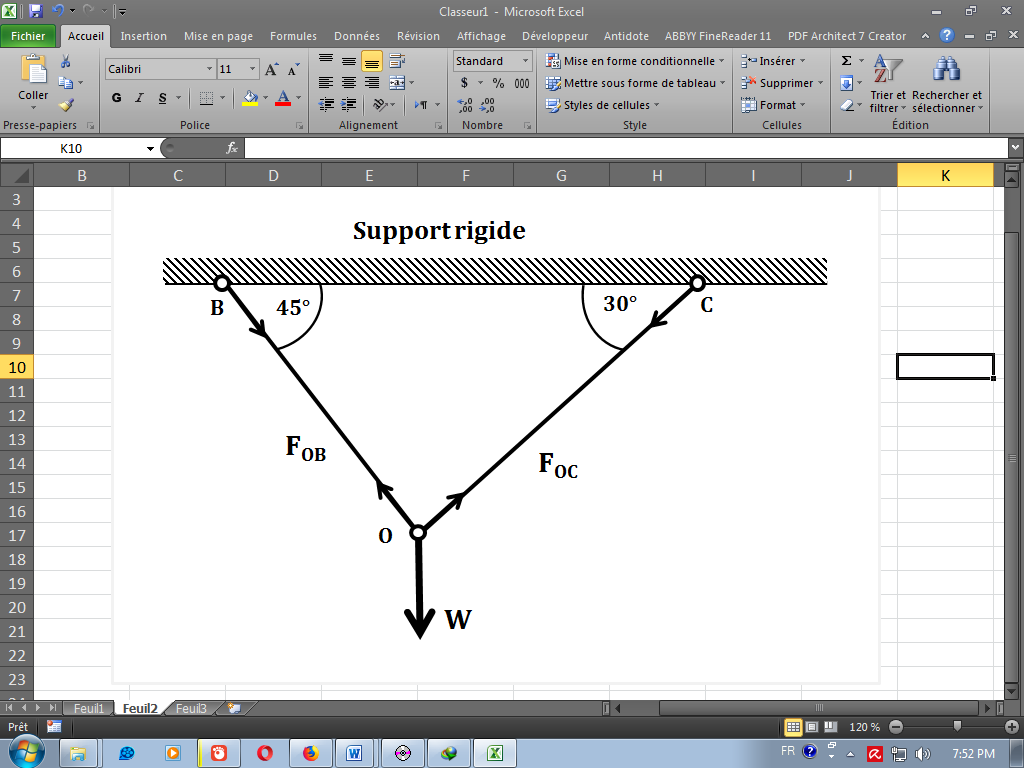 Classeur1 - Microsoft Excel
Fichier Accueil Insertion Mise en page Formules Données Révision Affichage Développeur Antidote ABBYY FineReader 11 PDF Architect 7 Creator
Coller
Calibri 11
G I S
Standard
$ % 000
Mise en forme conditionnelle
Mettre sous forme de tableau
Styles de cellules
Insérer
Supprimer
Format
Σ
Trier et filtrer
Rechercher et sélectionner
Presse-papiers Police Alignement Nombre Style Cellules Édition
K10 fx
B C D E F G H I J K
3
4
5
6
7
8
9
10
11
12
13
14
15
16
17
18
19
20
21
22
23
Support rigide
B 45° 30° C
FOB FOC
O
W
Feuil1 Feuil2 Feuil3
Prêt 120 %
FR 7:52 PM